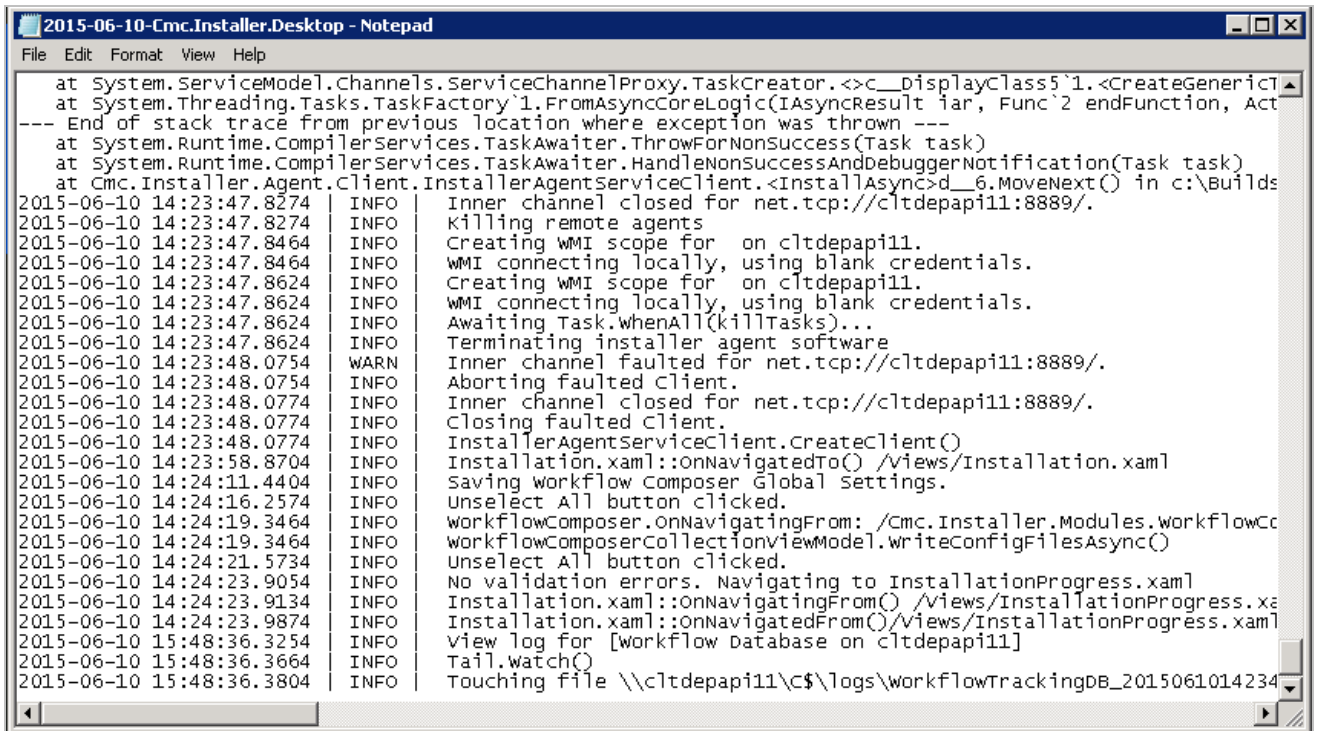 2015-06-10-Cmc.Installer.Desktop - Notepad
File Edit Format View Help
at System.ServiceModel.Channels.ServiceChannelProxy.TaskCreator.<>c__DisplayClass5`1.<CreateGenericT
at System.Threading.Tasks.TaskFactory`1.FromAsyncCoreLogic(IAsyncResult iar, Func`2 endFunction, Act
--- End of stack trace from previous location where exception was thrown ---
at System.Runtime.CompilerServices.TaskAwaiter.ThrowForNonSuccess(Task task)
at System.Runtime.CompilerServices.TaskAwaiter.HandleNonSuccessAndDebuggerNotification(Task task)
at Cmc.Installer.Agent.Client.InstallerAgentServiceClient.<InstallAsync>d__6.MoveNext() in c:\Builds
2015-06-10 14:23:47.8274 | INFO | Inner channel closed for net.tcp://cltdepapi11:8889/.
2015-06-10 14:23:47.8274 | INFO | Killing remote agents
2015-06-10 14:23:47.8464 | INFO | Creating WMI scope for  on cltdepapi11.
2015-06-10 14:23:47.8464 | INFO | WMI connecting locally, using blank credentials.
2015-06-10 14:23:47.8624 | INFO | Creating WMI scope for  on cltdepapi11.
2015-06-10 14:23:47.8624 | INFO | WMI connecting locally, using blank credentials.
2015-06-10 14:23:47.8624 | INFO | Awaiting Task.WhenAll(killTasks)...
2015-06-10 14:23:47.8624 | INFO | Terminating installer agent software
2015-06-10 14:23:48.0754 | WARN | Inner channel faulted for net.tcp://cltdepapi11:8889/.
2015-06-10 14:23:48.0754 | INFO | Aborting faulted Client.
2015-06-10 14:23:48.0774 | INFO | Inner channel closed for net.tcp://cltdepapi11:8889/.
2015-06-10 14:23:48.0774 | INFO | Closing faulted Client.
2015-06-10 14:23:48.0774 | INFO | InstallerAgentServiceClient.CreateClient()
2015-06-10 14:23:58.8704 | INFO | Installation.xaml::OnNavigatedTo() /Views/Installation.xaml
2015-06-10 14:24:11.4404 | INFO | Saving Workflow Composer Global Settings.
2015-06-10 14:24:16.2574 | INFO | Unselect All button clicked.
2015-06-10 14:24:19.3464 | INFO | WorkflowComposer.OnNavigatingFrom: /Cmc.Installer.Modules.WorkflowCo
2015-06-10 14:24:19.3464 | INFO | WorkflowComposerCollectionViewModel.WriteConfigFilesAsync()
2015-06-10 14:24:21.5734 | INFO | Unselect All button clicked.
2015-06-10 14:24:23.9054 | INFO | No validation errors. Navigating to InstallationProgress.xaml
2015-06-10 14:24:23.9134 | INFO | Installation.xaml::OnNavigatingFrom() /Views/InstallationProgress.xa
2015-06-10 14:24:23.9874 | INFO | Installation.xaml::OnNavigatedFrom()/Views/InstallationProgress.xaml
2015-06-10 15:48:36.3254 | INFO | View log for [Workflow Database on cltdepapi11]
2015-06-10 15:48:36.3664 | INFO | Tail.Watch()
2015-06-10 15:48:36.3804 | INFO | Touching file \\cltdepapi11\C$\logs\WorkflowTrackingDB_2015061014234